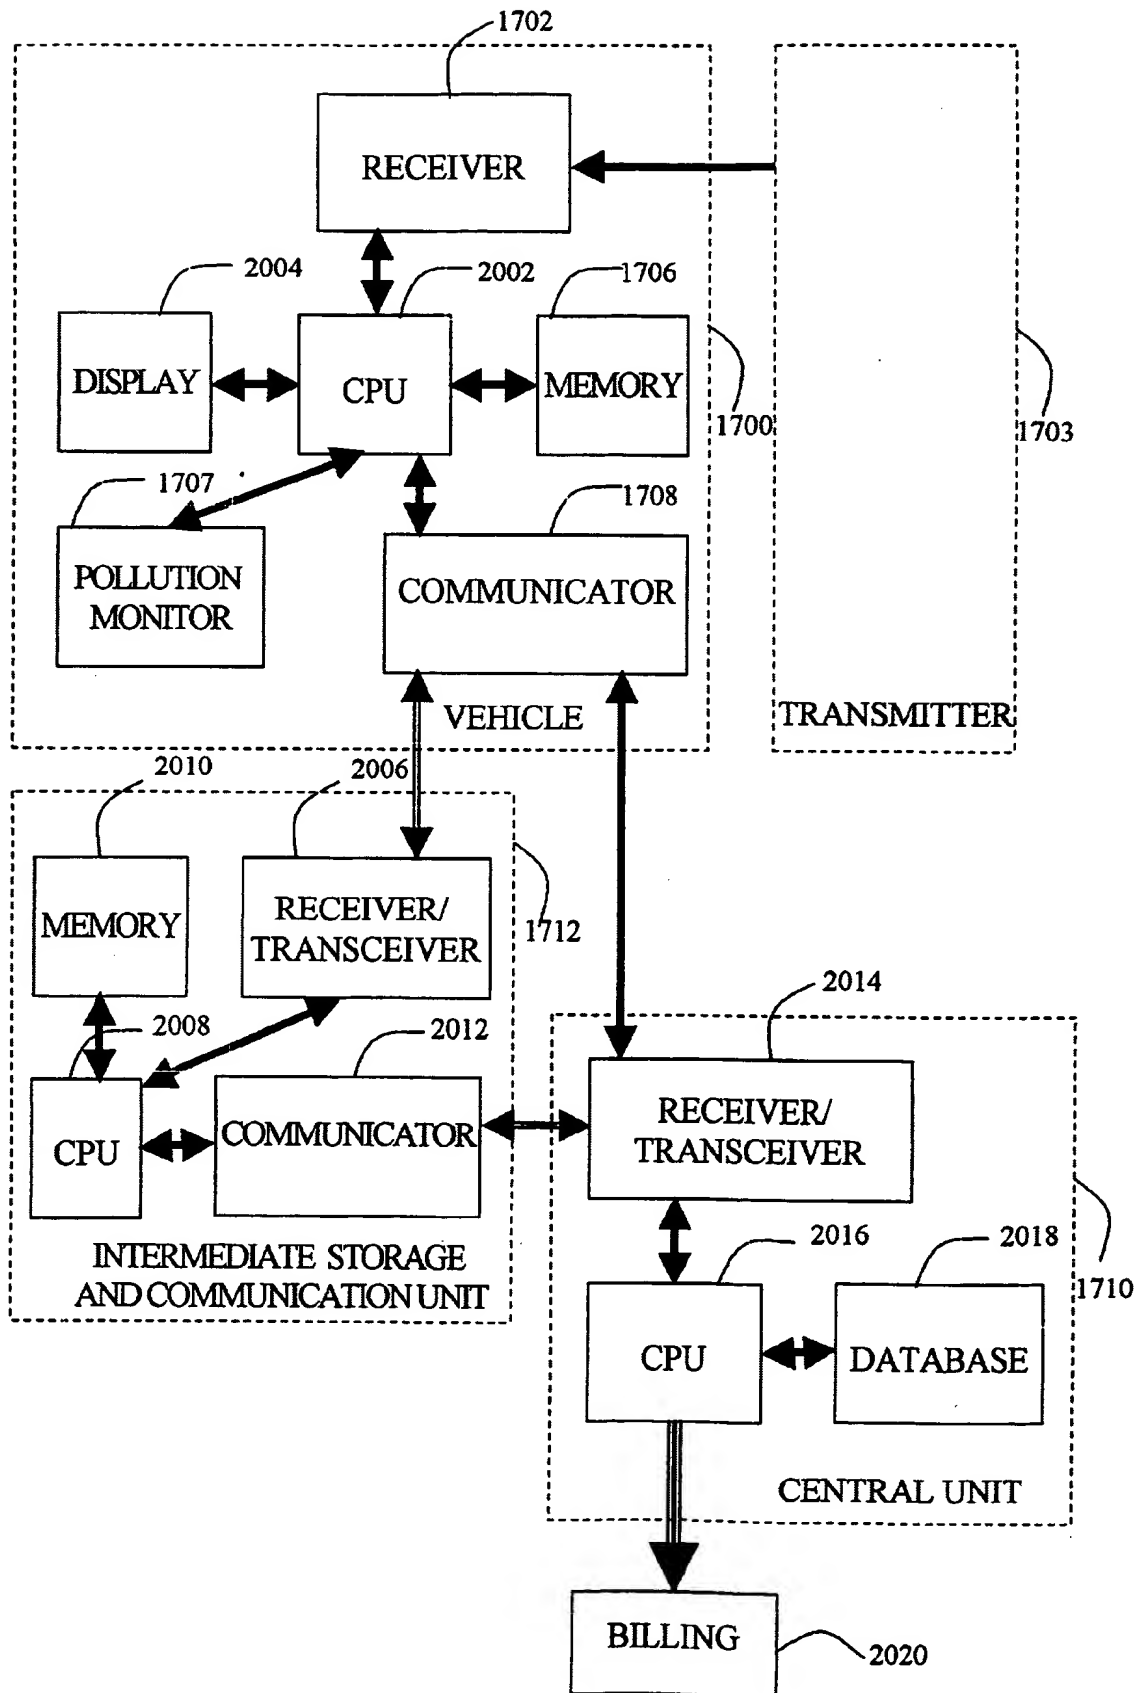 1702
RECEIVER
2004
2002
1706
DISPLAY
CPU
MEMORY
1700
1703
1707
1708
POLLUTION
MONITOR
COMMUNICATOR
VEHICLE
TRANSMITTER
2010
2006
MEMORY
RECEIVER/
TRANSCEIVER
1712
2008
2012
2014
CPU
COMMUNICATOR
RECEIVER/
TRANSCEIVER
INTERMEDIATE STORAGE
AND COMMUNICATION UNIT
2016
2018
1710
CPU
DATABASE
CENTRAL UNIT
BILLING
2020